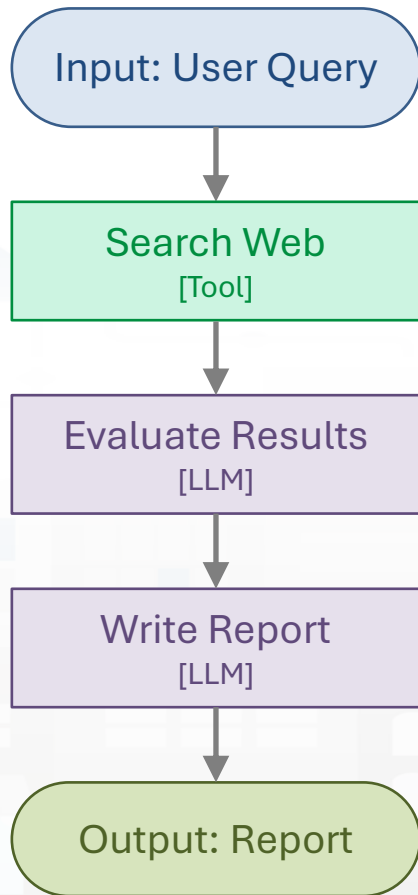 Input: User Query
Search Web
[Tool]
Evaluate Results
[LLM]
Write Report
[LLM]
Output: Report